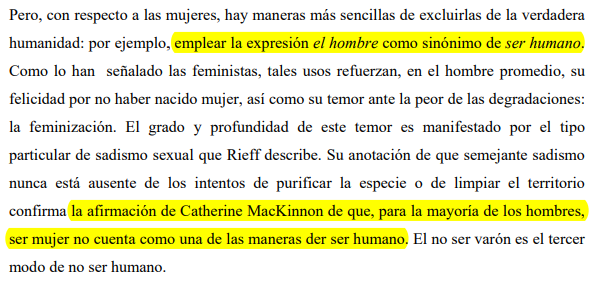 Pero, con respecto a las mujeres, hay maneras más sencillas de excluirlas de la verdadera
humanidad: por ejemplo, emplear la expresión el hombre como sinónimo de ser humano.
Como lo han señalado las feministas, tales usos refuerzan, en el hombre promedio, su
felicidad por no haber nacido mujer, así como su temor ante la peor de las degradaciones:
la feminización. El grado y profundidad de este temor es manifestado por el tipo
particular de sadismo sexual que Rieff describe. Su anotación de que semejante sadismo
nunca está ausente de los intentos de purificar la especie o de limpiar el territorio
confirma la afirmación de Catherine MacKinnon de que, para la mayoría de los hombres,
ser mujer no cuenta como una de las maneras der ser humano. El no ser varón es el tercer
modo de no ser humano.